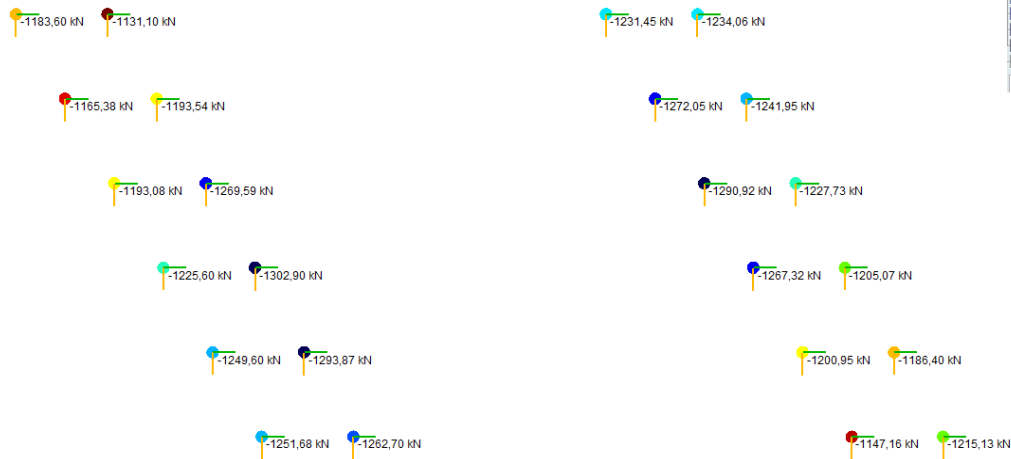 -1183,60 kN -1131,10 kN -1231,45 kN -1234,06 kN
-1165,38 kN -1193,54 kN -1272,05 kN -1241,95 kN
-1193,08 kN -1269,59 kN -1290,92 kN -1227,73 kN
-1225,60 kN -1302,90 kN -1267,32 kN -1205,07 kN
-1249,60 kN -1293,87 kN -1200,95 kN -1186,40 kN
-1251,68 kN -1262,70 kN -1147,16 kN -1215,13 kN